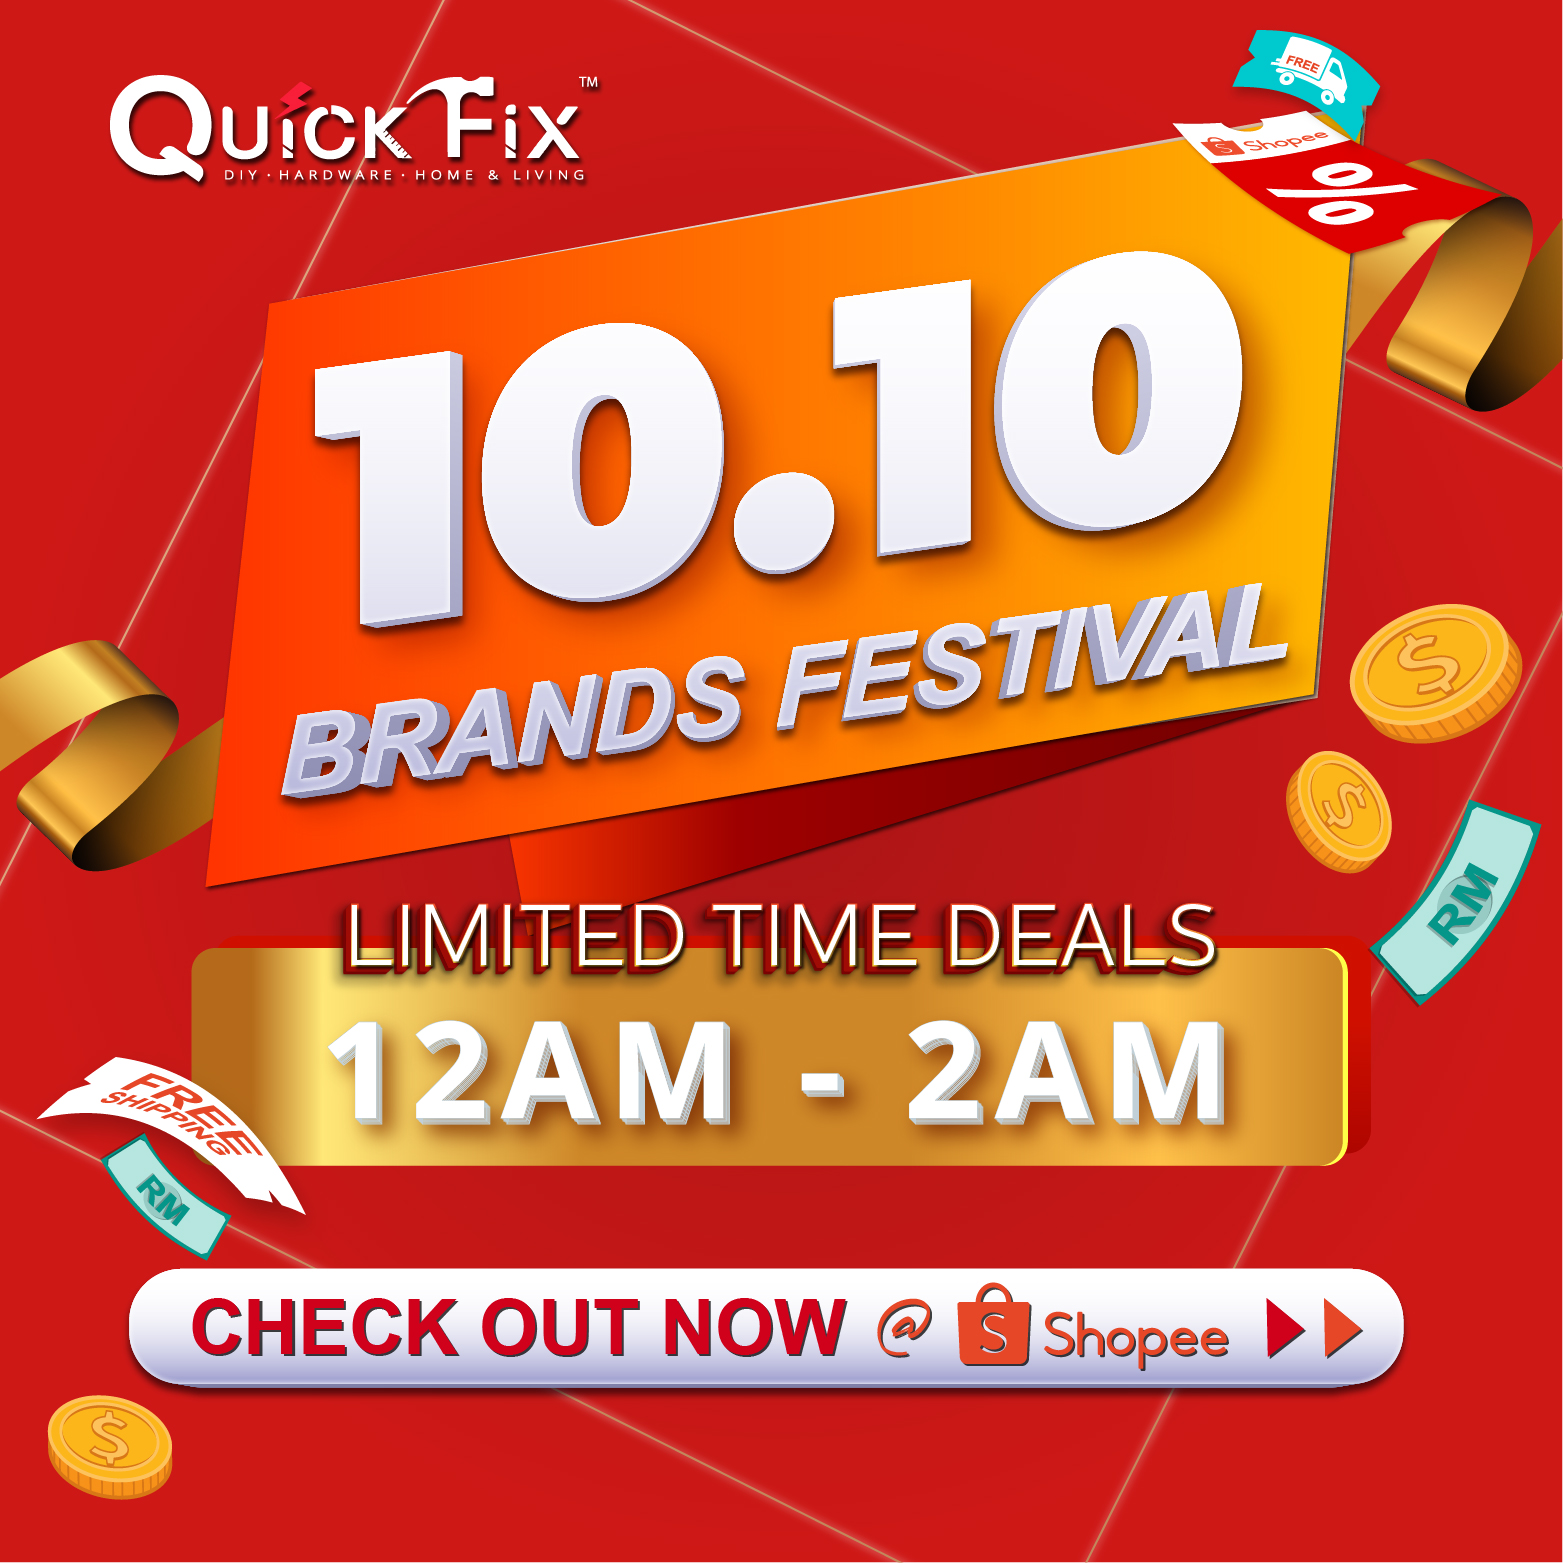 QuickFix™
DIY · HARDWARE · HOME & LIVING
FREE
Shopee
%
10.10
BRANDS FESTIVAL
$
$
RM
LIMITED TIME DEALS
12AM - 2AM
FREE
SHIPPING
RM
CHECK OUT NOW @ S Shopee
$